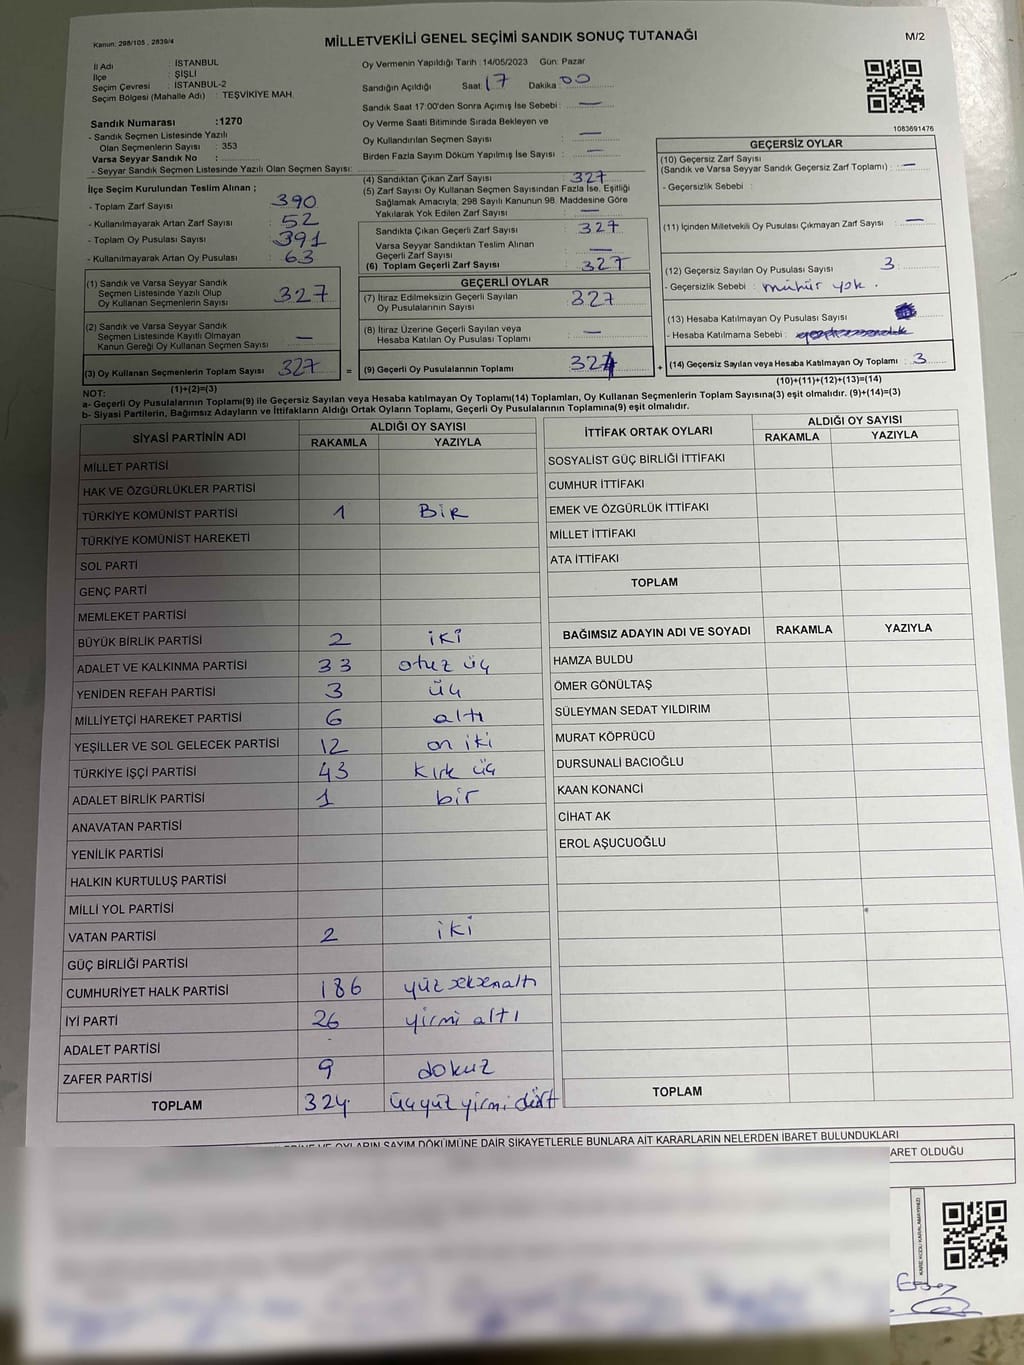 Kanun: 298/105 , 2839/4
MİLLETVEKİLİ GENEL SEÇİMİ SANDIK SONUÇ TUTANAĞI
M/2
İl Adı : İSTANBUL
İlçe : ŞİŞLİ
Seçim Çevresi : İSTANBUL-2
Seçim Bölgesi (Mahalle Adı) : TEŞVİKİYE MAH.
Sandık Numarası :1270
- Sandık Seçmen Listesinde Yazılı
Olan Seçmenlerin Sayısı : 353
Varsa Seyyar Sandık No :
- Seyyar Sandık Seçmen Listesinde Yazılı Olan Seçmen Sayısı:
İlçe Seçim Kurulundan Teslim Alınan ;
- Toplam Zarf Sayısı : 390
- Kullanılmayarak Artan Zarf Sayısı : 52
- Toplam Oy Pusulası Sayısı : 391
- Kullanılmayarak Artan Oy Pusulası : 63
Oy Vermenin Yapıldığı Tarih :14/05/2023 Gün: Pazar
Sandığın Açıldığı Saat 17 Dakika : 00
Sandık Saat 17:00'den Sonra Açımış İse Sebebi : —
Oy Verme Saati Bitiminde Sırada Bekleyen ve
Oy Kullandırılan Seçmen Sayısı : —
Birden Fazla Sayım Döküm Yapılmış İse Sayısı : —
(4) Sandıktan Çıkan Zarf Sayısı : 327
(5) Zarf Sayısı Oy Kullanan Seçmen Sayısından Fazla İse, Eşitliği
Sağlamak Amacıyla; 298 Sayılı Kanunun 98. Maddesine Göre
Yakılarak Yok Edilen Zarf Sayısı : —
Sandıkta Çıkan Geçerli Zarf Sayısı : 327
Varsa Seyyar Sandıktan Teslim Alınan
Geçerli Zarf Sayısı : —
(6) Toplam Geçerli Zarf Sayısı : 327
1083691476
GEÇERSİZ OYLAR
(10) Geçersiz Zarf Sayısı
(Sandık ve Varsa Seyyar Sandık Geçersiz Zarf Toplamı) : —
- Geçersizlik Sebebi :
(11) İçinden Milletvekili Oy Pusulası Çıkmayan Zarf Sayısı : —
(12) Geçersiz Sayılan Oy Pusulası Sayısı : 3
- Geçersizlik Sebebi : mühür yok.
(13) Hesaba Katılmayan Oy Pusulası Sayısı :
- Hesaba Katılmama Sebebi :
(14) Geçersiz Sayılan veya Hesaba Katılmayan Oy Toplamı : 3
(10)+(11)+(12)+(13)=(14)
(1) Sandık ve Varsa Seyyar Sandık
Seçmen Listesinde Yazılı Olup
Oy Kullanan Seçmenlerin Sayısı : 327
(2) Sandık ve Varsa Seyyar Sandık
Seçmen Listesinde Kayıtlı Olmayan
Kanun Gereği Oy Kullanan Seçmen Sayısı : —
(3) Oy Kullanan Seçmenlerin Toplam Sayısı : 327 =
(1)+(2)=(3)
GEÇERLİ OYLAR
(7) İtiraz Edilmeksizin Geçerli Sayılan
Oy Pusulalarının Sayısı : 327
(8) İtiraz Üzerine Geçerli Sayılan veya
Hesaba Katılan Oy Pusulası Toplamı : —
(9) Geçerli Oy Pusulalarının Toplamı : 324 +
NOT:
a- Geçerli Oy Pusulaları Toplamı(9) ile Geçersiz Sayılan veya Hesaba katılmayan Oy Toplamı(14) Toplamları, Oy Kullanan Seçmenlerin Toplam Sayısına(3) eşit olmalıdır. (9)+(14)=(3)
b- Siyasi Partilerin, Bağımsız Adayların ve İttifakların Aldığı Ortak Oyların Toplamı, Geçerli Oy Pusulalarının Toplamına(9) eşit olmalıdır.
SİYASİ PARTİNİN ADI ALDIĞI OY SAYISI
RAKAMLA YAZIYLA
MİLLET PARTİSİ
HAK VE ÖZGÜRLÜKLER PARTİSİ
TÜRKİYE KOMÜNİST PARTİSİ 1 BİR
TÜRKİYE KOMÜNİST HAREKETİ
SOL PARTİ
GENÇ PARTİ
MEMLEKET PARTİSİ
BÜYÜK BİRLİK PARTİSİ 2 iki
ADALET VE KALKINMA PARTİSİ 33 otuz üç
YENİDEN REFAH PARTİSİ 3 üç
MİLLİYETÇİ HAREKET PARTİSİ 6 altı
YEŞİLLER VE SOL GELECEK PARTİSİ 12 on iki
TÜRKİYE İŞÇİ PARTİSİ 43 kırk üç
ADALET BİRLİK PARTİSİ 1 bir
ANAVATAN PARTİSİ
YENİLİK PARTİSİ
HALKIN KURTULUŞ PARTİSİ
MİLLİ YOL PARTİSİ
VATAN PARTİSİ 2 iki
GÜÇ BİRLİĞİ PARTİSİ
CUMHURİYET HALK PARTİSİ 186 yüz seksenaltı
İYİ PARTİ 26 yirmi altı
ADALET PARTİSİ
ZAFER PARTİSİ 9 dokuz
TOPLAM 324 üçyüz yirmi dört
İTTİFAK ORTAK OYLARI ALDIĞI OY SAYISI
RAKAMLA YAZIYLA
SOSYALİST GÜÇ BİRLİĞİ İTTİFAKI
CUMHUR İTTİFAKI
EMEK VE ÖZGÜRLÜK İTTİFAKI
MİLLET İTTİFAKI
ATA İTTİFAKI
TOPLAM
BAĞIMSIZ ADAYIN ADI VE SOYADI RAKAMLA YAZIYLA
HAMZA BULDU
ÖMER GÖNÜLTAŞ
SÜLEYMAN SEDAT YILDIRIM
MURAT KÖPRÜCÜ
DURSUNALİ BACIOĞLU
KAAN KONANCİ
CİHAT AK
EROL AŞUCUOĞLU
TOPLAM
VE OYLARIN SAYIM DÖKÜMÜNE DAİR ŞİKAYETLERLE BUNLARA AİT KARARLARIN NELERDEN İBARET BULUNDUKLARI
ARET OLDUĞU
KARE KODU KARALAMAYINIZ!